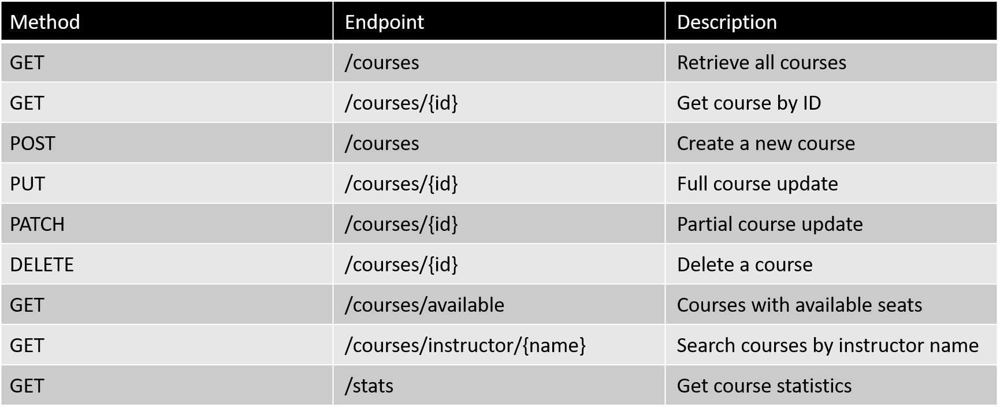 Method Endpoint Description
GET /courses Retrieve all courses
GET /courses/{id} Get course by ID
POST /courses Create a new course
PUT /courses/{id} Full course update
PATCH /courses/{id} Partial course update
DELETE /courses/{id} Delete a course
GET /courses/available Courses with available seats
GET /courses/instructor/{name} Search courses by instructor name
GET /stats Get course statistics